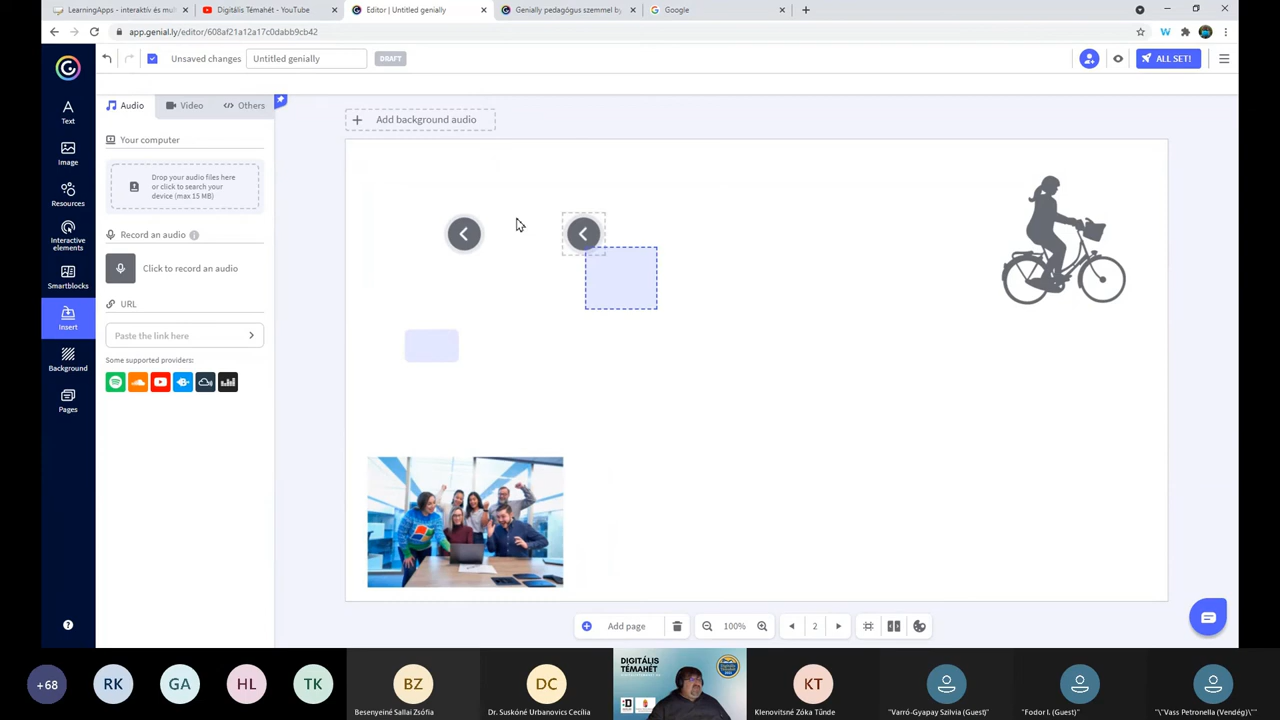 LearningApps - interaktív és mul
Digitális Témahét - YouTube
Editor | Untitled genially
Genially pedagógus szemmel by
Google
app.genial.ly/editor/608af21a12a17c0dabb9cb42
Unsaved changes
Untitled genially
DRAFT
ALL SET!
Text
Image
Resources
Interactive
elements
Smartblocks
Insert
Background
Pages
Audio
Video
Others
Your computer
Drop your audio files here
or click to search your
device (max 15 MB)
Record an audio
Click to record an audio
URL
Paste the link here
Some supported providers:
Add background audio
Add page
100%
2
+68
RK
GA
HL
TK
BZ
Besenyeiné Sallai Zsófia
DC
Dr. Suskóné Urbanovics Cecília
DIGITÁLIS
TÉMAHÉT
KT
Klenovitsné Zóka Tünde
"Varró-Gyapay Szilvia (Guest)"
"Fodor I. (Guest)"
"\"Vass Petronella (Vendég)\""